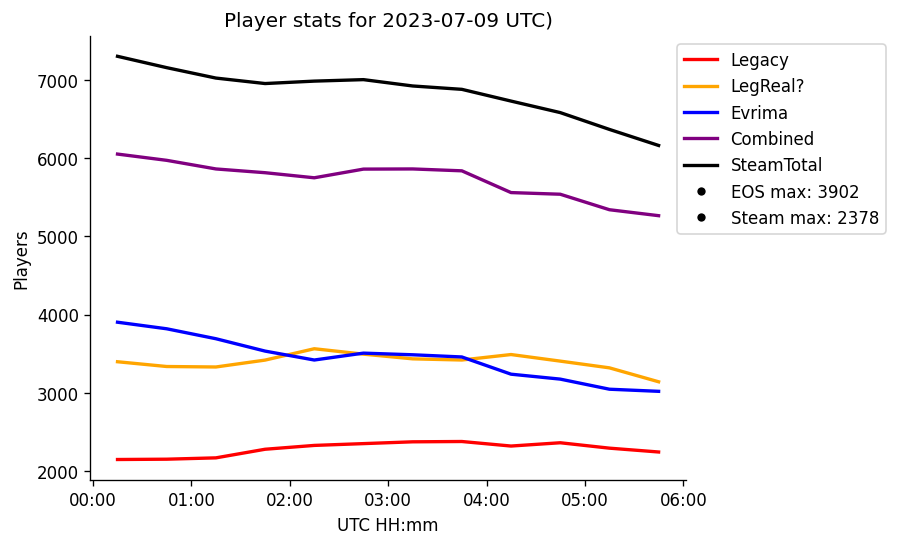 Player stats for 2023-07-09 UTC)
Legacy
LegReal?
Evrima
Combined
SteamTotal
EOS max: 3902
Steam max: 2378
Players
7000
6000
5000
4000
3000
2000
00:00 01:00 02:00 03:00 04:00 05:00 06:00
UTC HH:mm